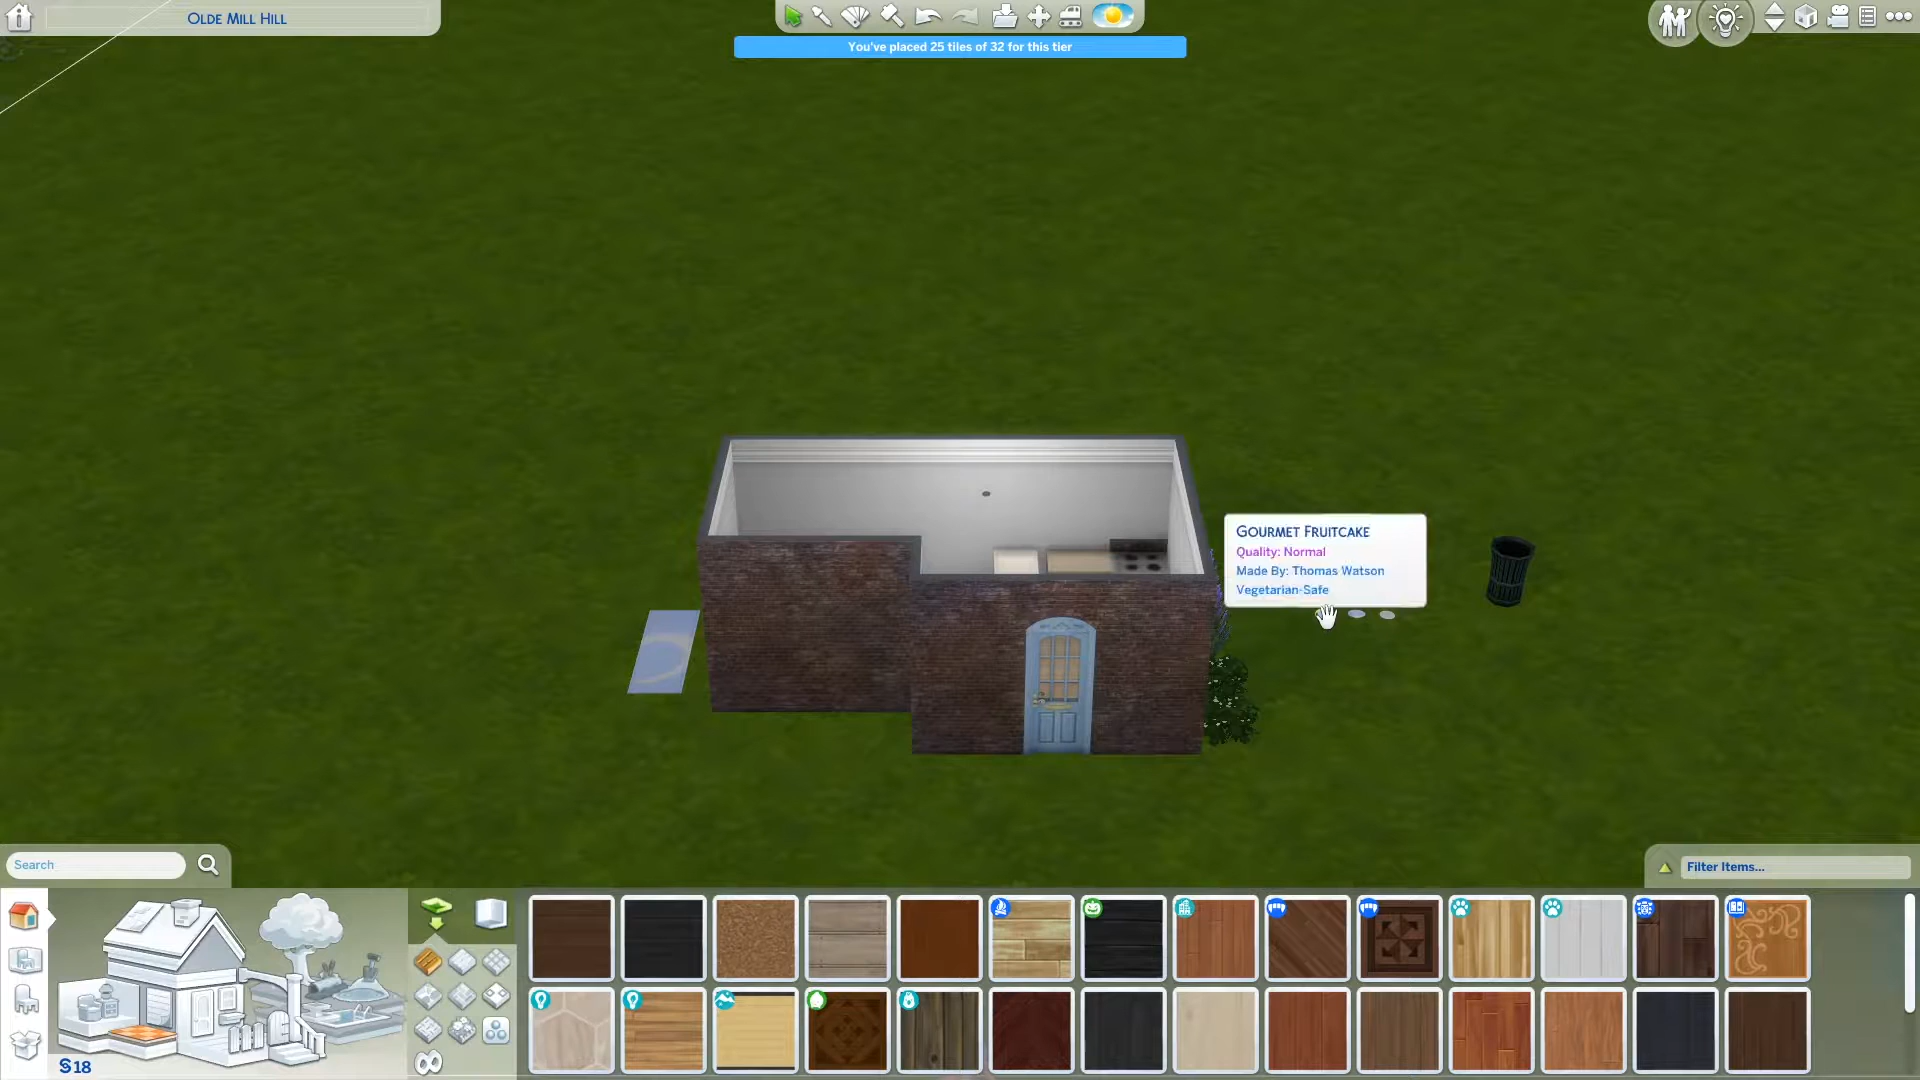 Olde Mill Hill
You've placed 25 tiles of 32 for this tier
Gourmet Fruitcake
Quality: Normal
Made By: Thomas Watson
Vegetarian-Safe
Search
Filter Items...
§18